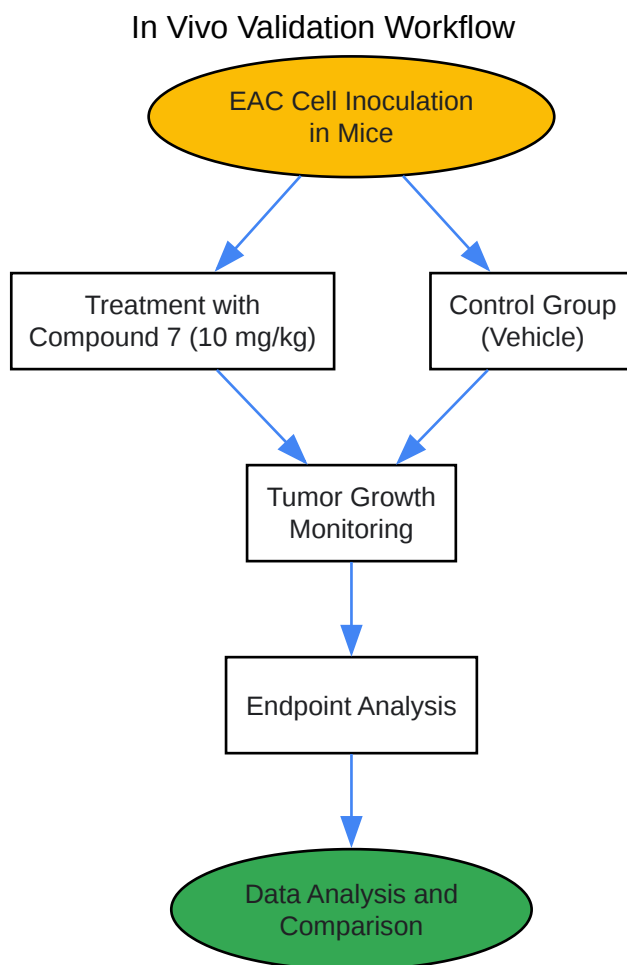 In Vivo Validation Workflow
EAC Cell Inoculation
in Mice
Treatment with
Compound 7 (10 mg/kg)
Control Group
(Vehicle)
Tumor Growth
Monitoring
Endpoint Analysis
Data Analysis and
Comparison